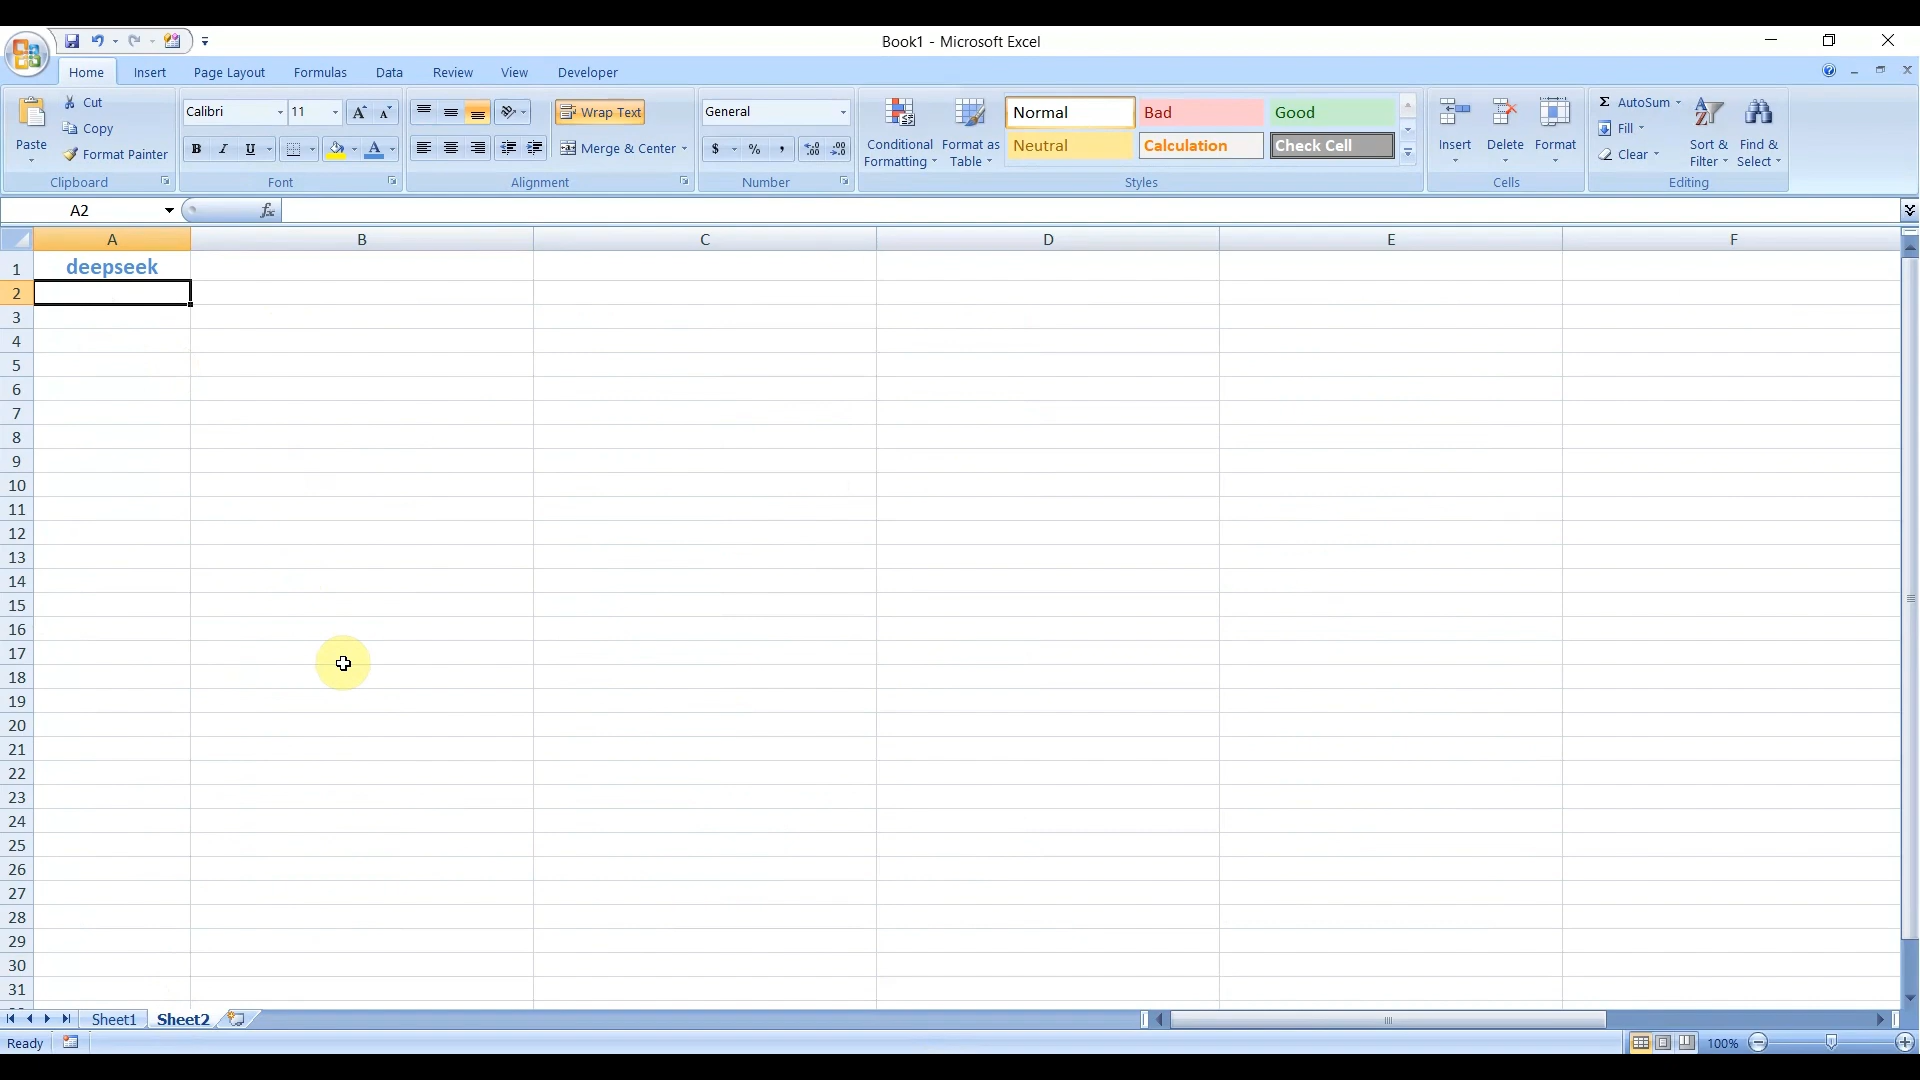 Book1 - Microsoft Excel
Home Insert Page Layout Formulas Data Review View Developer
Paste
Cut
Copy
Format Painter
Clipboard
Calibri 11
A A
B I U A
Font
Wrap Text
Merge & Center
Alignment
General
$ % ,
Number
Conditional
Formatting
Format as
Table
Normal Bad Good
Neutral Calculation Check Cell
Styles
Insert Delete Format
Cells
Σ AutoSum
Fill
Clear
Sort &
Filter
Find &
Select
Editing
A2 fx
A B C D E F
1 deepseek
2
3
4
5
6
7
8
9
10
11
12
13
14
15
16
17
18
19
20
21
22
23
24
25
26
27
28
29
30
31
Sheet1 Sheet2
Ready 100%